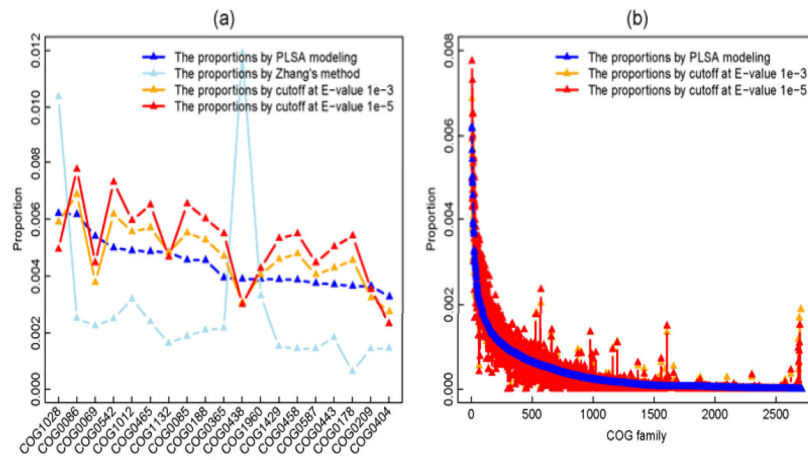 (a)
The proportions by PLSA modeling
The proportions by Zhang's method
The proportions by cutoff at E-value 1e-3
The proportions by cutoff at E-value 1e-5
Proportion
0.012
0.010
0.008
0.006
0.004
0.002
0.000
COG1028
COG0086
COG0069
COG0542
COG1012
COG0465
COG1132
COG0085
COG0188
COG0365
COG0438
COG1960
COG1429
COG0458
COG0587
COG0443
COG0178
COG0209
COG0404
(b)
The proportions by PLSA modeling
The proportions by cutoff at E-value 1e-3
The proportions by cutoff at E-value 1e-5
Proportion
0.008
0.006
0.004
0.002
0.000
0
500
1000
1500
2000
2500
COG family